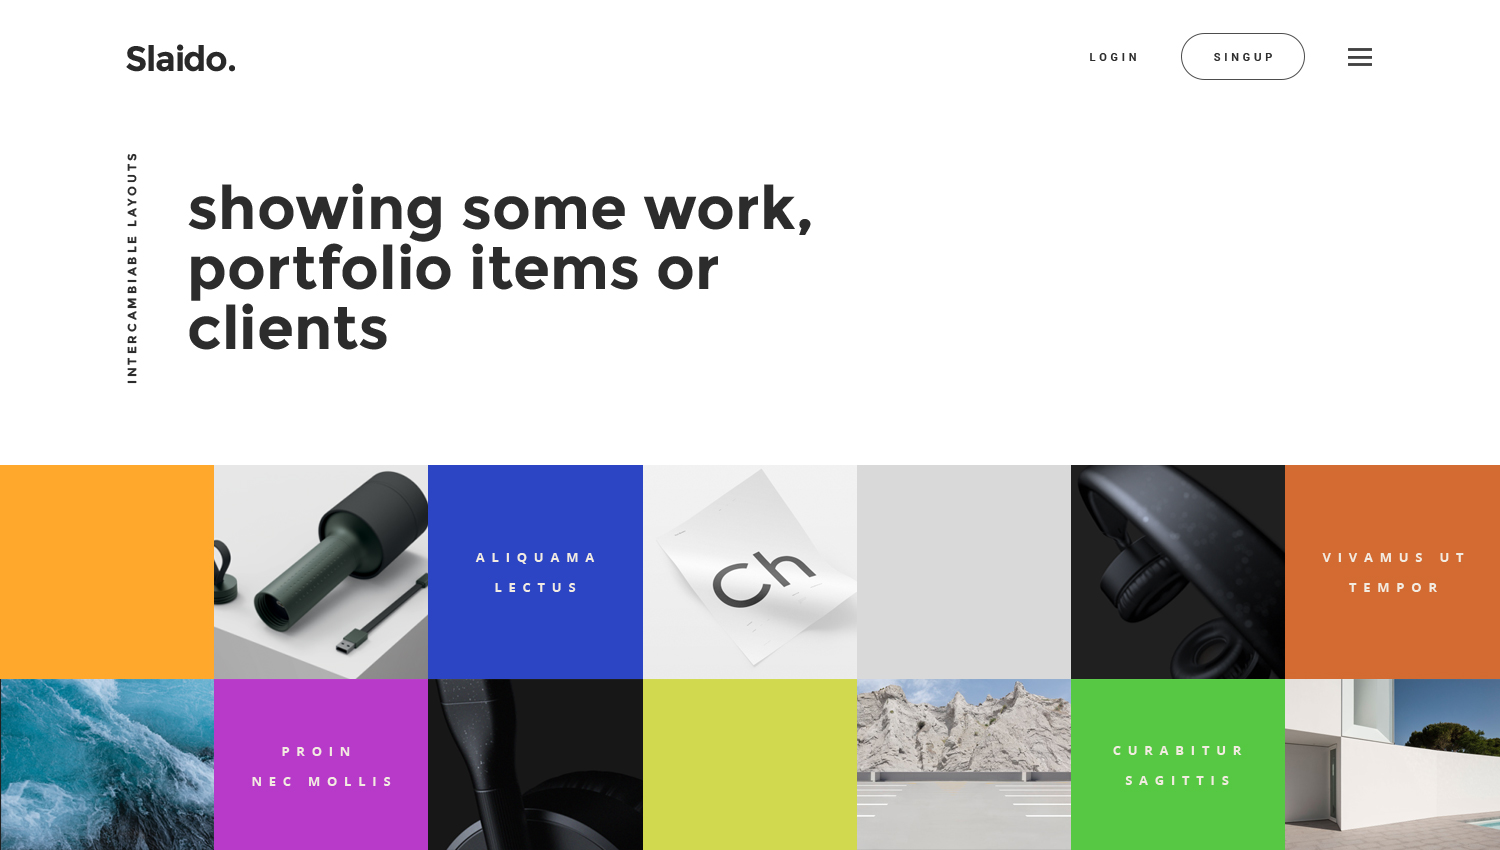 Slaido.
LOGIN
SINGUP
INTERCAMBIABLE LAYOUTS
showing some work,
portfolio items or
clients
ALIQUAMA
LECTUS
Ch
VIVAMUS UT
TEMPOR
PROIN
NEC MOLLIS
CURABITUR
SAGITTIS